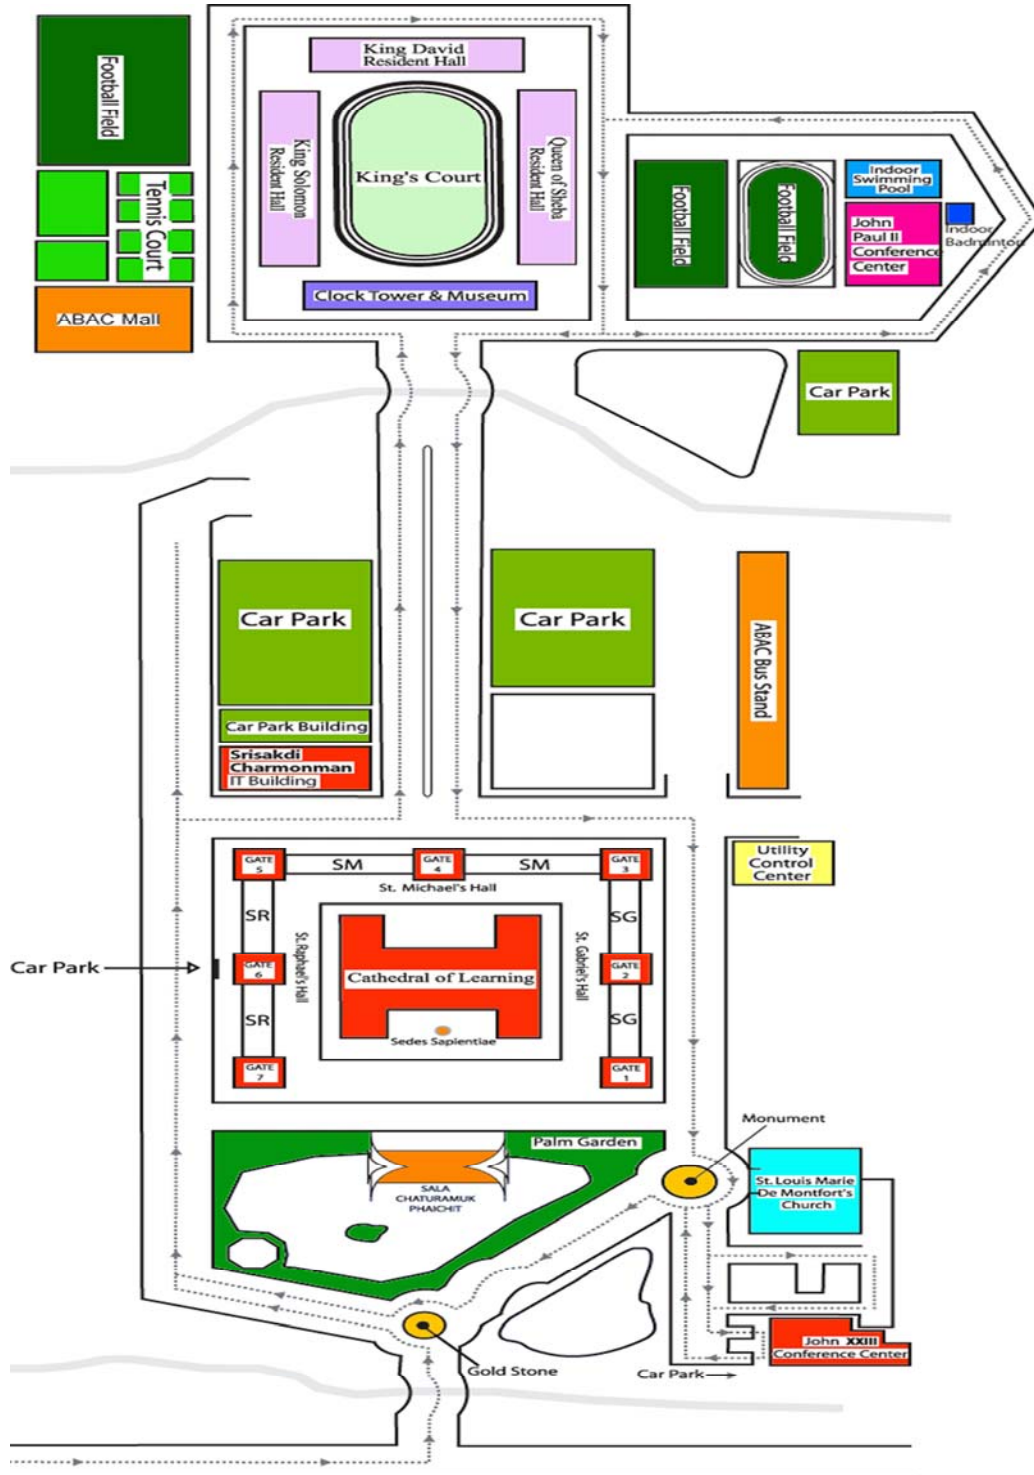 King David
Resident Hall
Football Field
King Solomon
Resident Hall
King's Court
Queen of Sheba
Resident Hall
Football Field
Football Field
Indoor
Swimming
Pool
John
Paul II
Conference
Center
Indoor
Badminton
Tennis Court
Clock Tower & Museum
ABAC Mall
Car Park
Car Park
Car Park
ABAC Bus Stand
Car Park Building
Srisakdi
Charmonman
IT Building
GATE
5
SM
GATE
4
SM
GATE
3
St. Michael's Hall
Utility
Control
Center
SR
St.Raphael's Hall
St. Gabriel's Hall
SG
Car Park
GATE
6
Cathedral of Learning
GATE
2
SR
SG
Sedes Sapientiae
GATE
7
GATE
1
Monument
Palm Garden
SALA
CHATURAMUK
PHAICHIT
St. Louis Marie
De Montfort's
Church
John XXIII
Conference Center
Gold Stone
Car Park